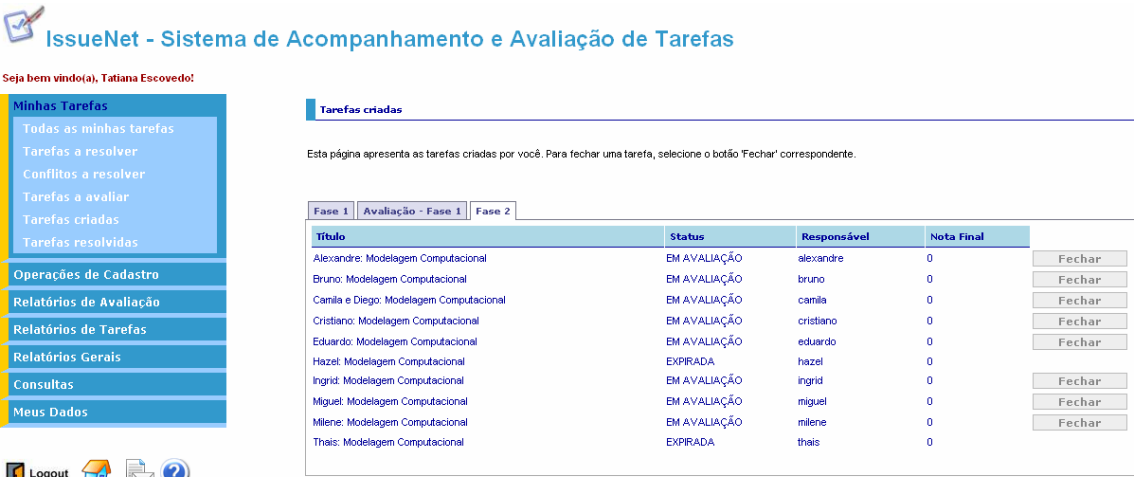 IssueNet - Sistema de Acompanhamento e Avaliação de Tarefas
Seja bem vindo(a), Tatiana Escovedo!
Minhas Tarefas
Todas as minhas tarefas
Tarefas a resolver
Conflitos a resolver
Tarefas a avaliar
Tarefas criadas
Tarefas resolvidas
Operações de Cadastro
Relatórios de Avaliação
Relatórios de Tarefas
Relatórios Gerais
Consultas
Meus Dados
Logout
Tarefas criadas
Esta página apresenta as tarefas criadas por você. Para fechar uma tarefa, selecione o botão 'Fechar' correspondente.
Fase 1 Avaliação - Fase 1 Fase 2
Título Status Responsável Nota Final
Alexandre: Modelagem Computacional EM AVALIAÇÃO alexandre 0 Fechar
Bruno: Modelagem Computacional EM AVALIAÇÃO bruno 0 Fechar
Camila e Diego: Modelagem Computacional EM AVALIAÇÃO camila 0 Fechar
Cristiano: Modelagem Computacional EM AVALIAÇÃO cristiano 0 Fechar
Eduardo: Modelagem Computacional EM AVALIAÇÃO eduardo 0 Fechar
Hazel: Modelagem Computacional EXPIRADA hazel 0
Ingrid: Modelagem Computacional EM AVALIAÇÃO ingrid 0 Fechar
Miguel: Modelagem Computacional EM AVALIAÇÃO miguel 0 Fechar
Milene: Modelagem Computacional EM AVALIAÇÃO milene 0 Fechar
Thais: Modelagem Computacional EXPIRADA thais 0